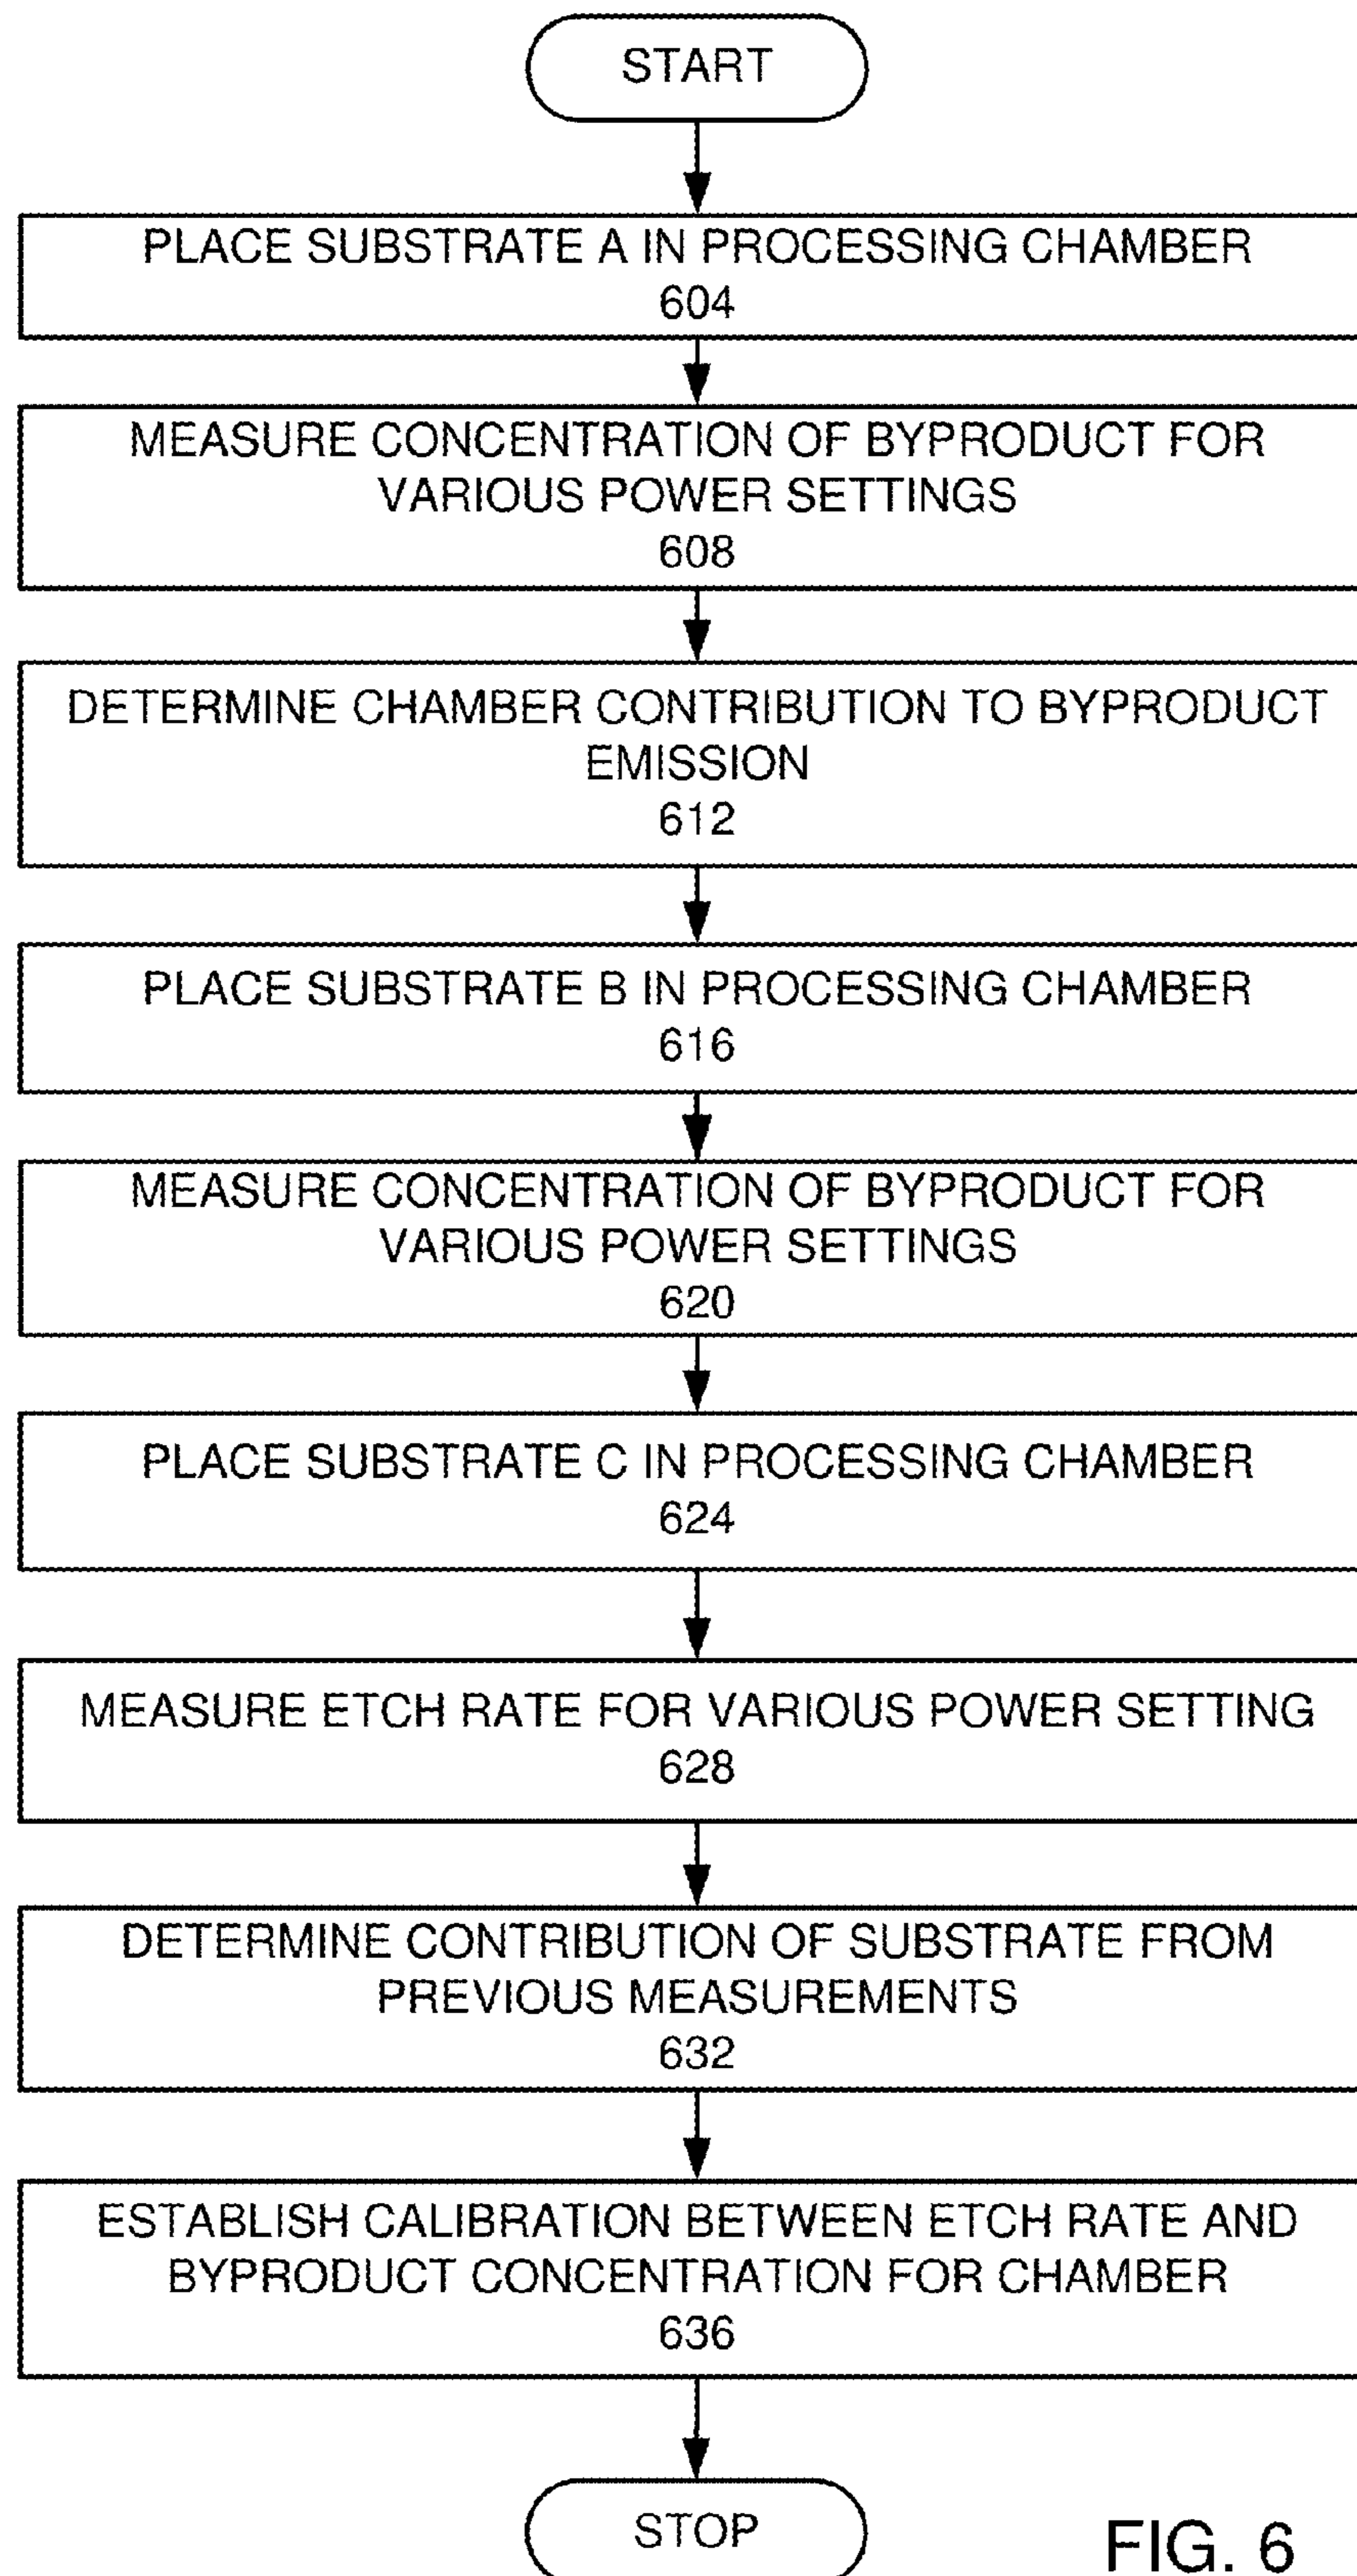 START
PLACE SUBSTRATE A IN PROCESSING CHAMBER
604
MEASURE CONCENTRATION OF BYPRODUCT FOR
VARIOUS POWER SETTINGS
608
DETERMINE CHAMBER CONTRIBUTION TO BYPRODUCT
EMISSION
612
PLACE SUBSTRATE B IN PROCESSING CHAMBER
616
MEASURE CONCENTRATION OF BYPRODUCT FOR
VARIOUS POWER SETTINGS
620
PLACE SUBSTRATE C IN PROCESSING CHAMBER
624
MEASURE ETCH RATE FOR VARIOUS POWER SETTING
628
DETERMINE CONTRIBUTION OF SUBSTRATE FROM
PREVIOUS MEASUREMENTS
632
ESTABLISH CALIBRATION BETWEEN ETCH RATE AND
BYPRODUCT CONCENTRATION FOR CHAMBER
636
STOP
FIG. 6